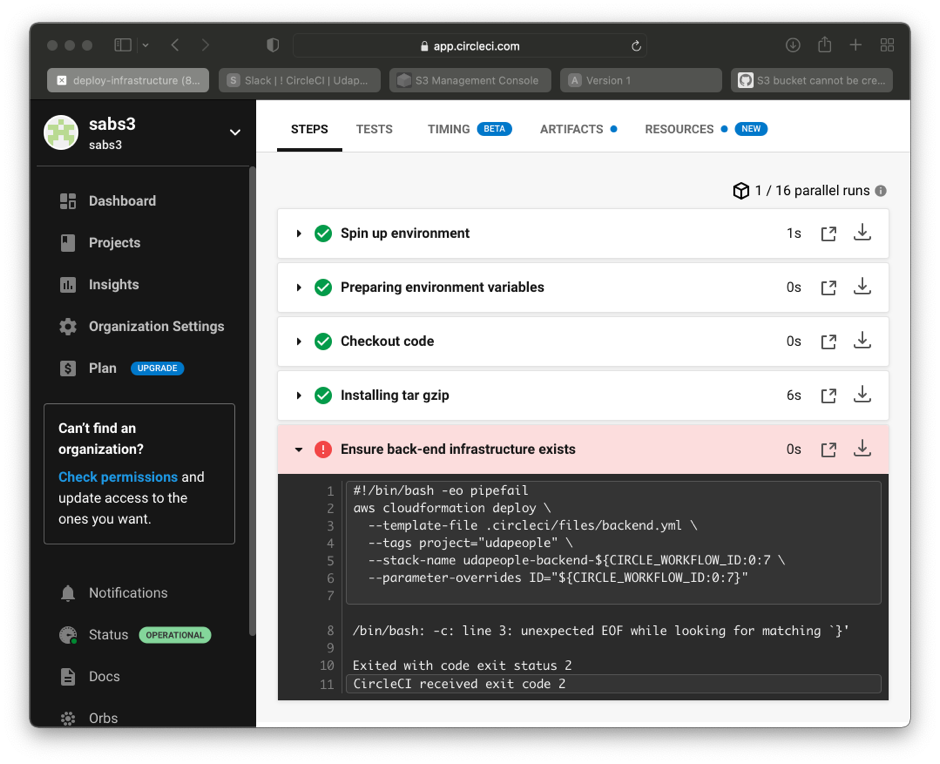 app.circleci.com
deploy-infrastructure (8...
S Slack | ! CircleCI | Udap...
S3 Management Console
A Version 1
S3 bucket cannot be cre...
sabs3
sabs3
Dashboard
Projects
Insights
Organization Settings
Plan UPGRADE
Can't find an
organization?
Check permissions and
update access to the
ones you want.
Notifications
Status OPERATIONAL
Docs
Orbs
STEPS TESTS TIMING BETA ARTIFACTS RESOURCES NEW
1 / 16 parallel runs
Spin up environment 1s
Preparing environment variables 0s
Checkout code 0s
Installing tar gzip 6s
Ensure back-end infrastructure exists 0s
1 #!/bin/bash -eo pipefail
2 aws cloudformation deploy \
3 --template-file .circleci/files/backend.yml \
4 --tags project="udapeople" \
5 --stack-name udapeople-backend-${CIRCLE_WORKFLOW_ID:0:7 \
6 --parameter-overrides ID="${CIRCLE_WORKFLOW_ID:0:7}"
7
8 /bin/bash: -c: line 3: unexpected EOF while looking for matching `}'
9
10 Exited with code exit status 2
11 CircleCI received exit code 2